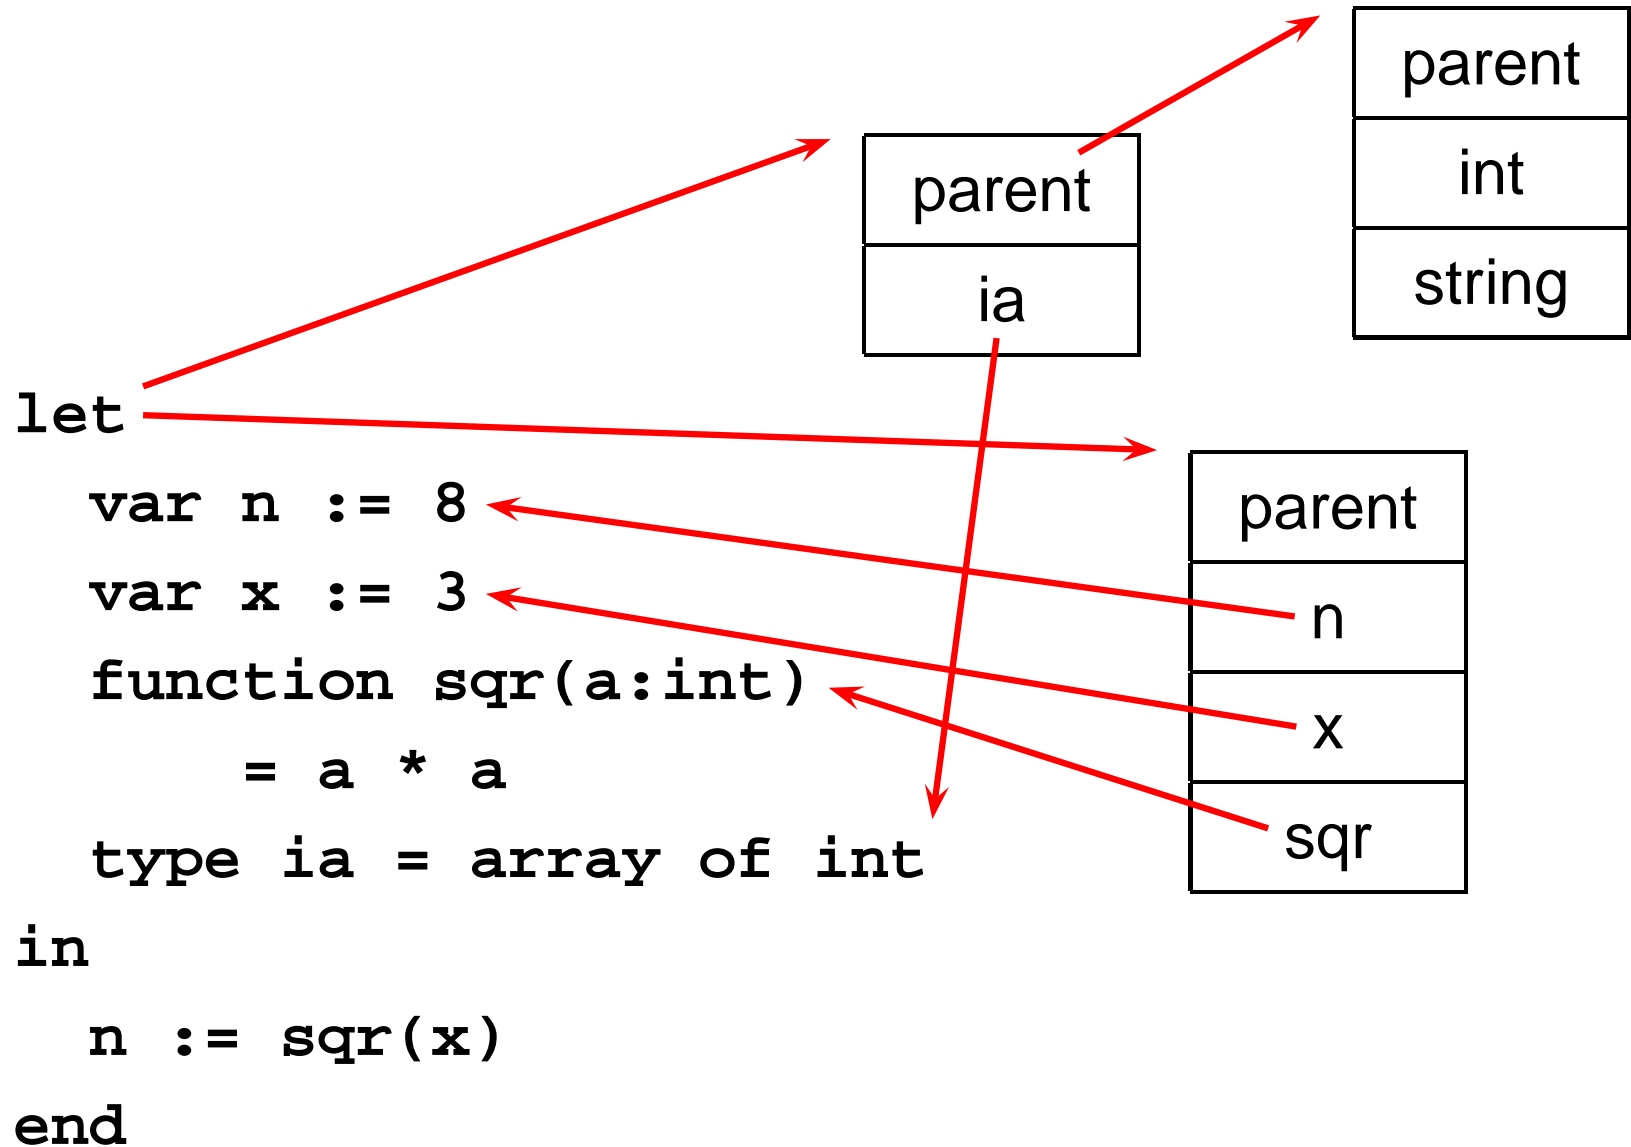 parent
int
string
parent
ia
let
var n := 8
var x := 3
function sqr(a:int)
= a * a
type ia = array of int
in
n := sqr(x)
end
parent
n
x
sqr